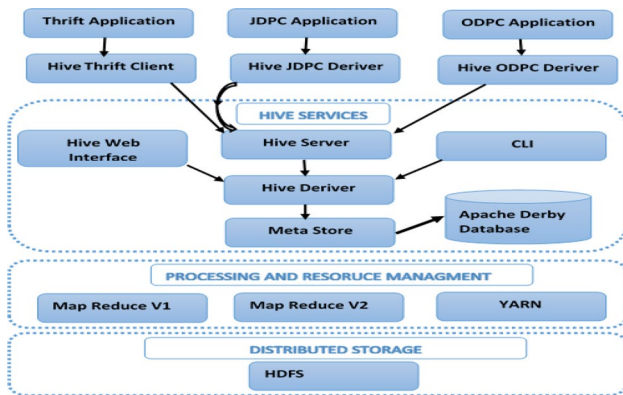 Thrift Application
JDPC Application
ODPC Application
Hive Thrift Client
Hive JDPC Deriver
Hive ODPC Deriver
HIVE SERVICES
Hive Web
Interface
Hive Server
CLI
Hive Deriver
Meta Store
Apache Derby
Database
PROCESSING AND RESORUCE MANAGMENT
Map Reduce V1
Map Reduce V2
YARN
DISTRIBUTED STORAGE
HDFS